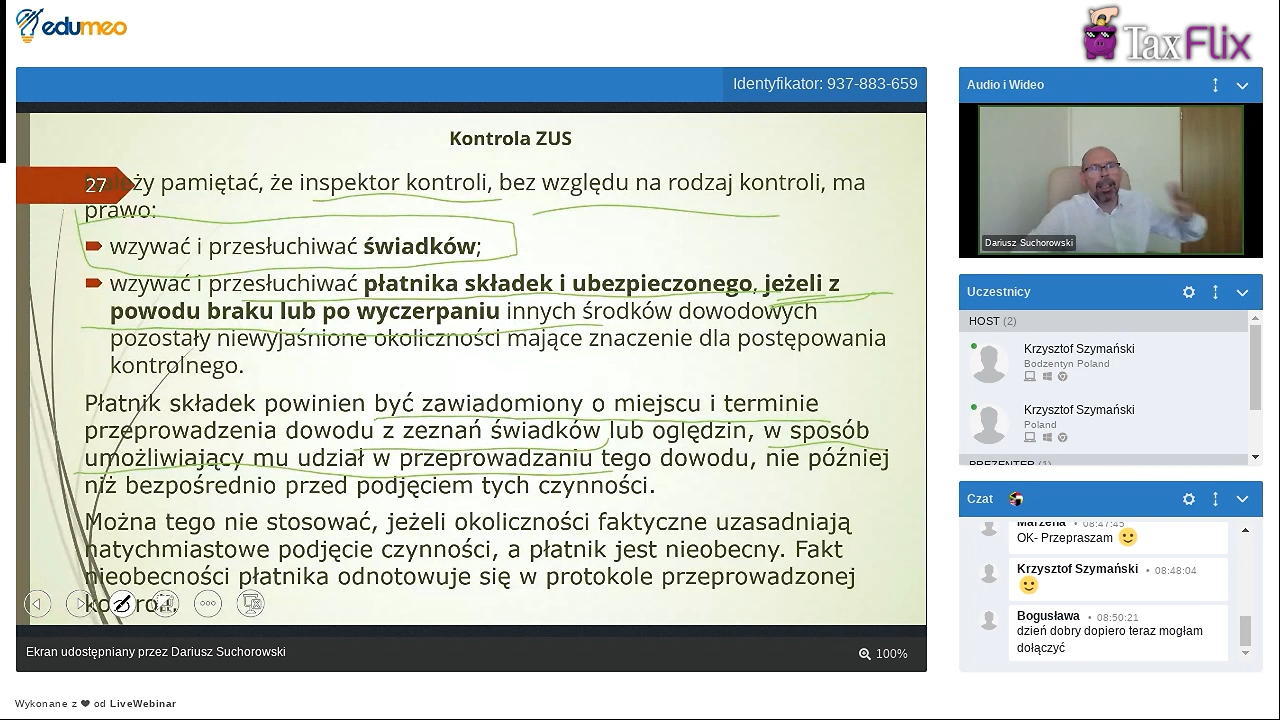 edumeo
TaxFlix
Identyfikator: 937-883-659
Kontrola ZUS
27
pamiętać, że inspektor kontroli, bez względu na rodzaj kontroli, ma
prawo:
wzywać i przesłuchiwać świadków;
wzywać i przesłuchiwać płatnika składek i ubezpieczonego, jeżeli z
powodu braku lub po wyczerpaniu innych środków dowodowych
pozostały niewyjaśnione okoliczności mające znaczenie dla postępowania
kontrolnego.
Płatnik składek powinien być zawiadomiony o miejscu i terminie
przeprowadzenia dowodu z zeznań świadków lub oględzin, w sposób
umożliwiający mu udział w przeprowadzaniu tego dowodu, nie później
niż bezpośrednio przed podjęciem tych czynności.
Można tego nie stosować, jeżeli okoliczności faktyczne uzasadniają
natychmiastowe podjęcie czynności, a płatnik jest nieobecny. Fakt
nieobecności płatnika odnotowuje się w protokole przeprowadzonej
Ekran udostępniany przez Dariusz Suchorowski
100%
Wykonane z ❤ od LiveWebinar
Audio i Wideo
Dariusz Suchorowski
Uczestnicy
HOST (2)
Krzysztof Szymański
Bodzentyn Poland
Krzysztof Szymański
Poland
PREZENTER (1)
Czat
Marzena • 08:47:45
OK- Przepraszam 🙂
Krzysztof Szymański • 08:48:04
🙂
Bogusława • 08:50:21
dzień dobry dopiero teraz mogłam
dołączyć